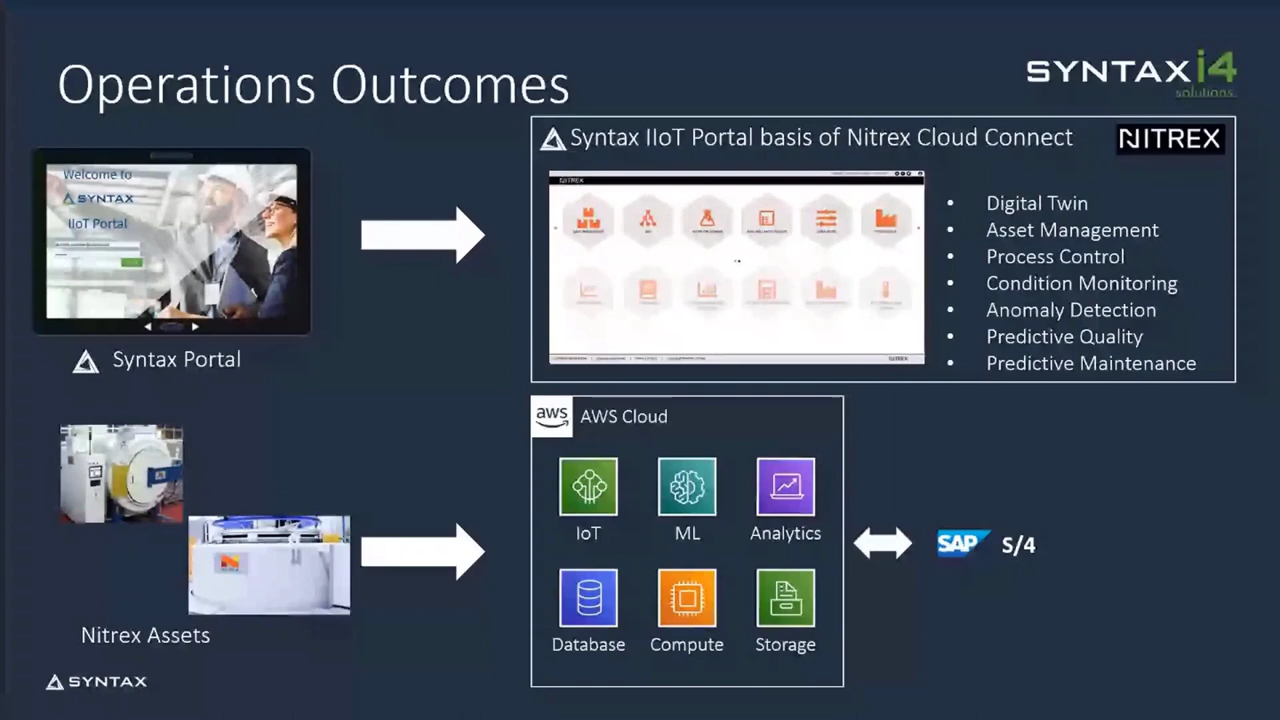 Operations Outcomes
SYNTAX i4
solutions
Welcome to
SYNTAX
IIoT Portal
Syntax Portal
Syntax IIoT Portal basis of Nitrex Cloud Connect
NITREX
NITREX
NITREX
• Digital Twin
• Asset Management
• Process Control
• Condition Monitoring
• Anomaly Detection
• Predictive Quality
• Predictive Maintenance
Nitrex Assets
aws
AWS Cloud
IoT
ML
Analytics
Database
Compute
Storage
SAP
S/4
SYNTAX